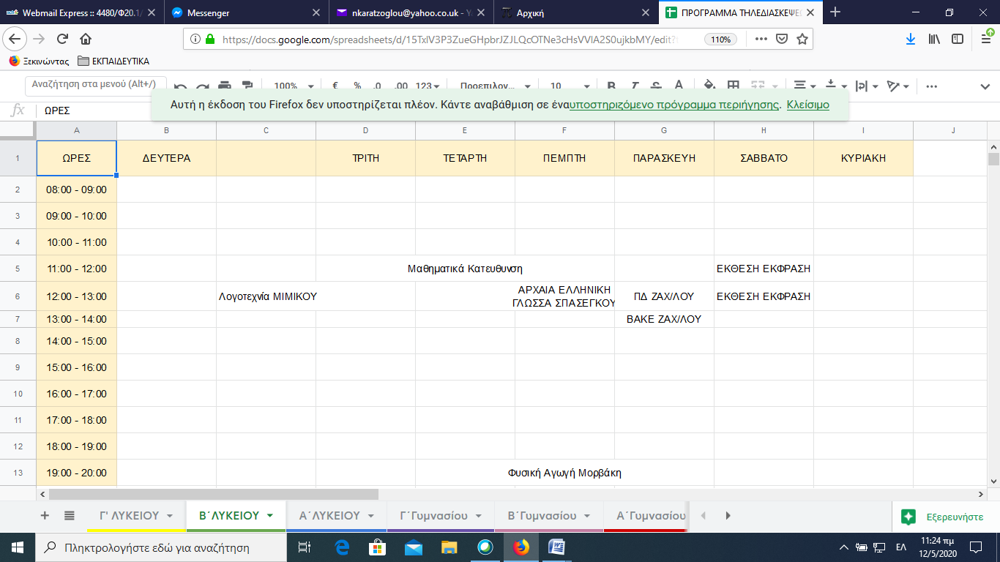 Webmail Express :: 4480/Φ20.1/
Messenger
nkaratzoglou@yahoo.co.uk - Ya
Αρχική
ΠΡΟΓΡΑΜΜΑ ΤΗΛΕΔΙΑΣΚΕΨΕΩ
https://docs.google.com/spreadsheets/d/15TxlV3P3ZueGHpbrJZJLQcOTNe3cHsVVlA2S0ujkbMY/edit?
110%
Ξεκινώντας
ΕΚΠΑΙΔΕΥΤΙΚΑ
Αναζήτηση στα μενού (Alt+/)
100%
€ % .0 .00 123
Προεπιλογ...
10
Αυτή η έκδοση του Firefox δεν υποστηρίζεται πλέον. Κάντε αναβάθμιση σε ένα υποστηριζόμενο πρόγραμμα περιήγησης. Κλείσιμο
fx ΩΡΕΣ
A B C D E F G H I J
1 ΩΡΕΣ ΔΕΥΤΕΡΑ ΤΡΙΤΗ ΤΕΤΑΡΤΗ ΠΕΜΠΤΗ ΠΑΡΑΣΚΕΥΗ ΣΑΒΒΑΤΟ ΚΥΡΙΑΚΗ
2 08:00 - 09:00
3 09:00 - 10:00
4 10:00 - 11:00
5 11:00 - 12:00 Μαθηματικά Κατευθυνση ΕΚΘΕΣΗ ΕΚΦΡΑΣΗ
6 12:00 - 13:00 Λογοτεχνία ΜΙΜΙΚΟΥ ΑΡΧΑΙΑ ΕΛΛΗΝΙΚΗ ΓΛΩΣΣΑ ΣΠΑΣΕΓΚΟΥ ΠΔ ΖΑΧ/ΛΟΥ ΕΚΘΕΣΗ ΕΚΦΡΑΣΗ
7 13:00 - 14:00 ΒΑΚΕ ΖΑΧ/ΛΟΥ
8 14:00 - 15:00
9 15:00 - 16:00
10 16:00 - 17:00
11 17:00 - 18:00
12 18:00 - 19:00
13 19:00 - 20:00 Φυσική Αγωγή Μορβάκη
Γ' ΛΥΚΕΙΟΥ
Β΄ΛΥΚΕΙΟΥ
Α΄ΛΥΚΕΙΟΥ
Γ΄Γυμνασίου
Β΄Γυμνασίου
Α΄Γυμνασίου
Εξερευνήστε
Πληκτρολογήστε εδώ για αναζήτηση
ΕΛ
11:24 πμ
12/5/2020